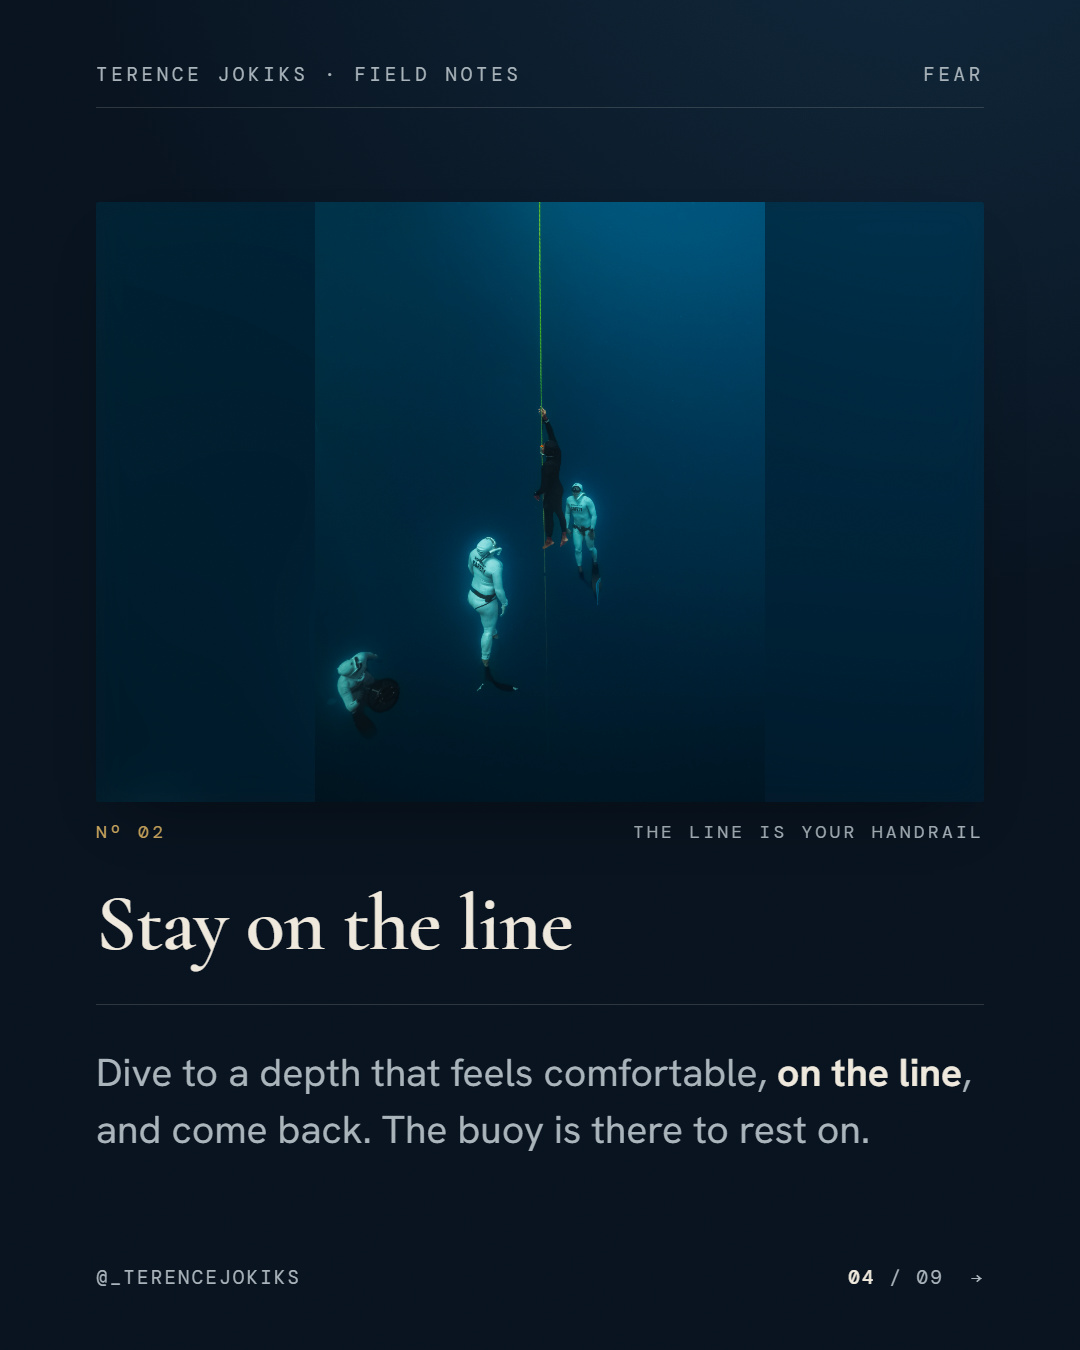 TERENCE JOKIKS · FIELD NOTES
FEAR
Nº 02
THE LINE IS YOUR HANDRAIL
Stay on the line
Dive to a depth that feels comfortable, on the line,
and come back. The buoy is there to rest on.
@_TERENCEJOKIKS
04 / 09 →